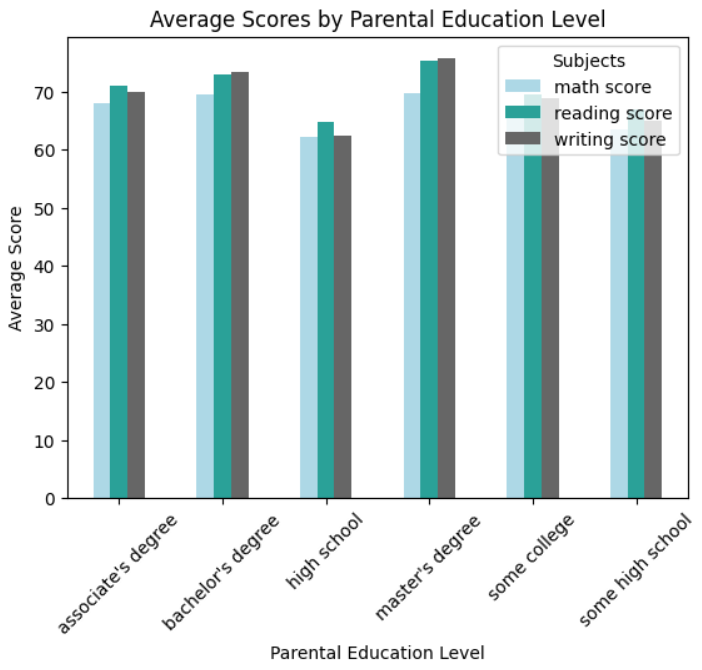 Average Scores by Parental Education Level
Subjects
math score
reading score
writing score
Average Score
70
60
50
40
30
20
10
0
associate's degree
bachelor's degree
high school
master's degree
some college
some high school
Parental Education Level